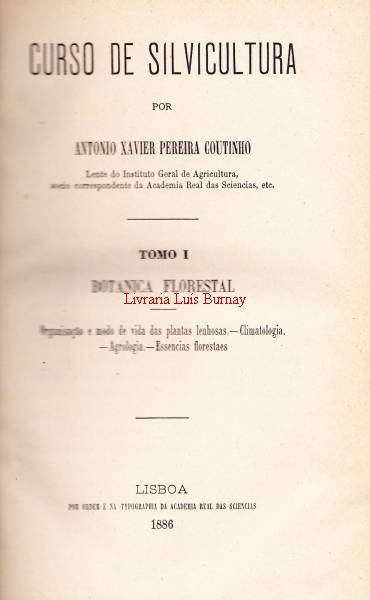 CURSO DE SILVICULTURA
POR
ANTONIO XAVIER PEREIRA COUTINHO
Lente do Instituto Geral de Agricultura,
socio correspondente da Academia Real das Sciencias, etc.
TOMO I
BOTANICA FLORESTAL
Livraria Luís Burnay
Organisação e modo de vida das plantas lenhosas.—Climatologia.
—Agrologia.—Essencias florestaes
LISBOA
POR ORDEM E NA TYPOGRAPHIA DA ACADEMIA REAL DAS SCIENCIAS
1886